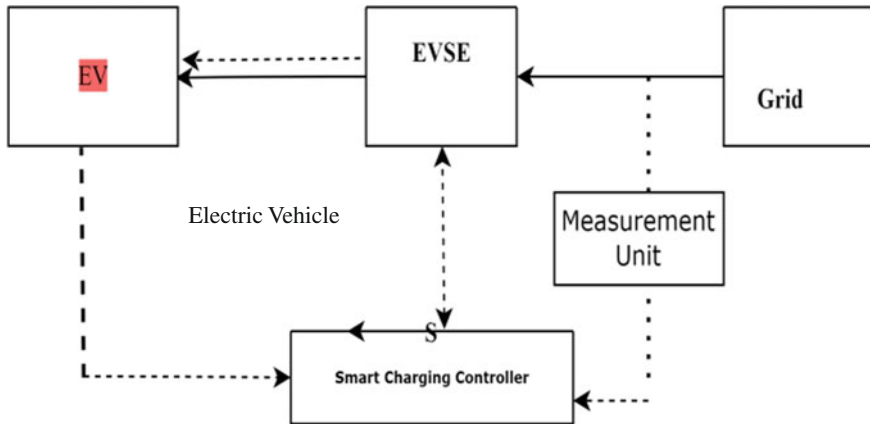 EV
EVSE
Grid
Electric Vehicle
Measurement
Unit
S
Smart Charging Controller